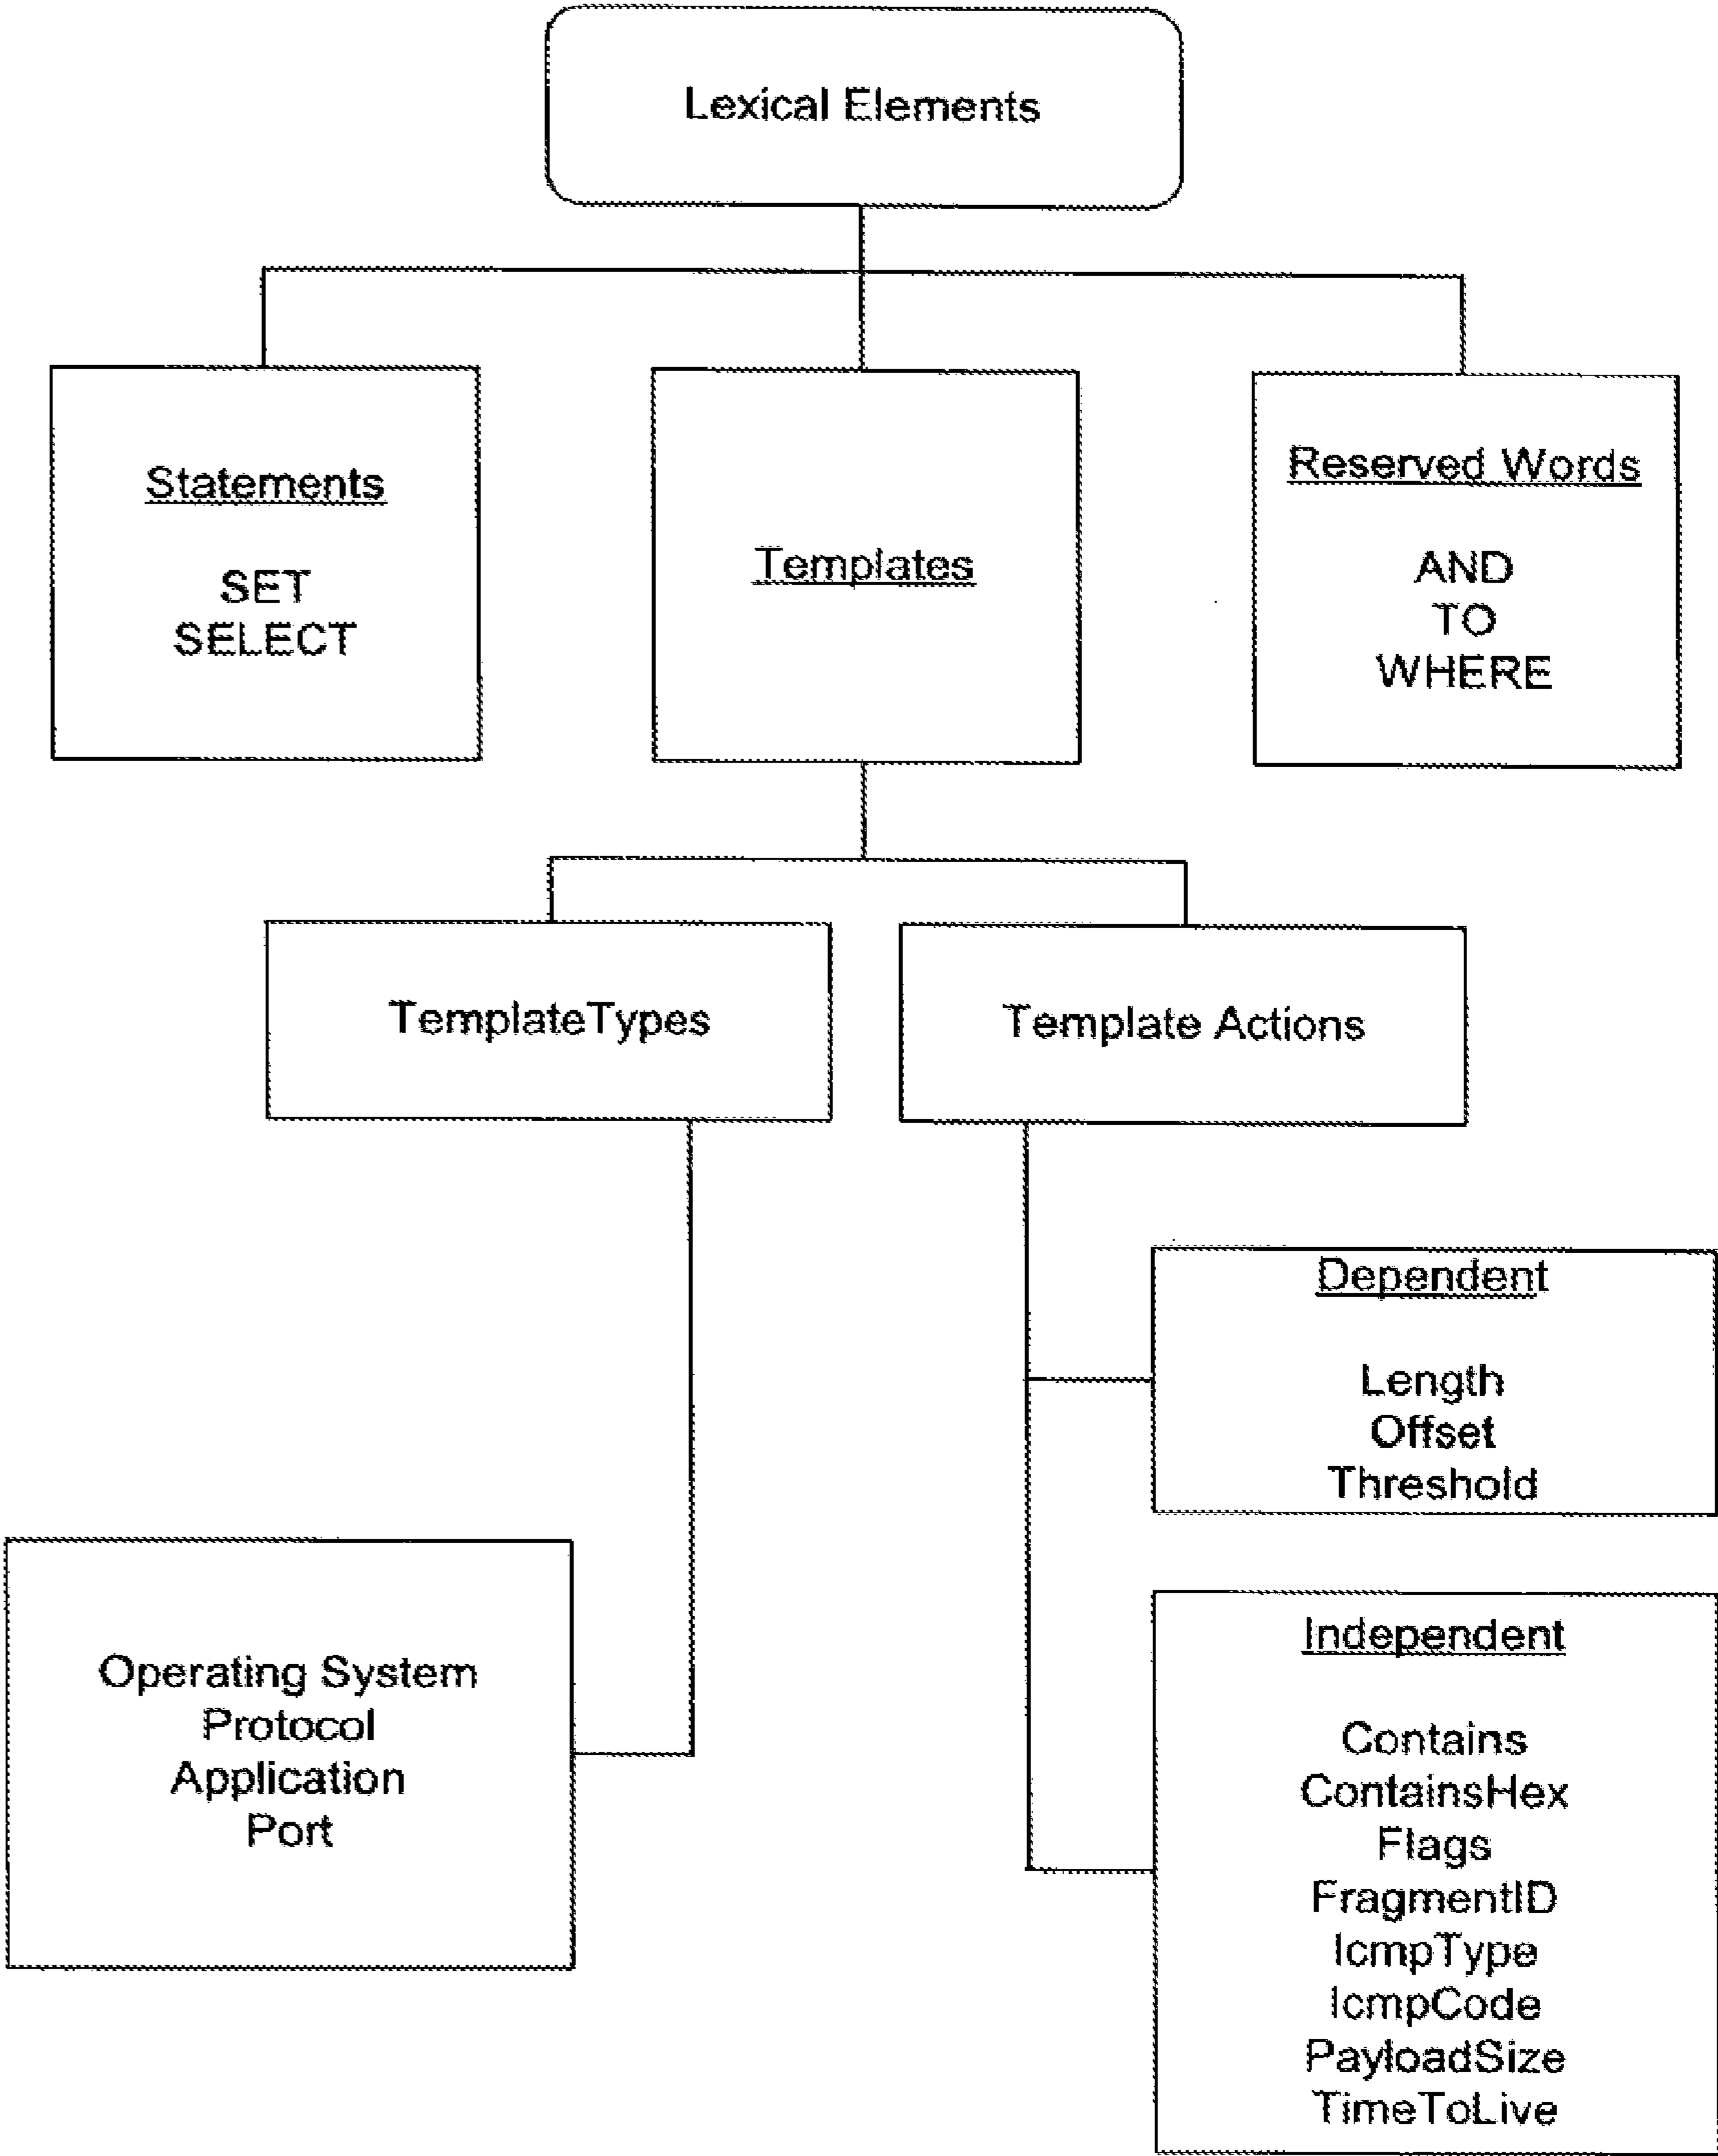 Lexical Elements
Statements
SET
SELECT
Templates
Reserved Words
AND
TO
WHERE
TemplateTypes
Template Actions
Dependent
Length
Offset
Threshold
Operating System
Protocol
Application
Port
Independent
Contains
ContainsHex
Flags
FragmentID
IcmpType
IcmpCode
PayloadSize
TimeToLive